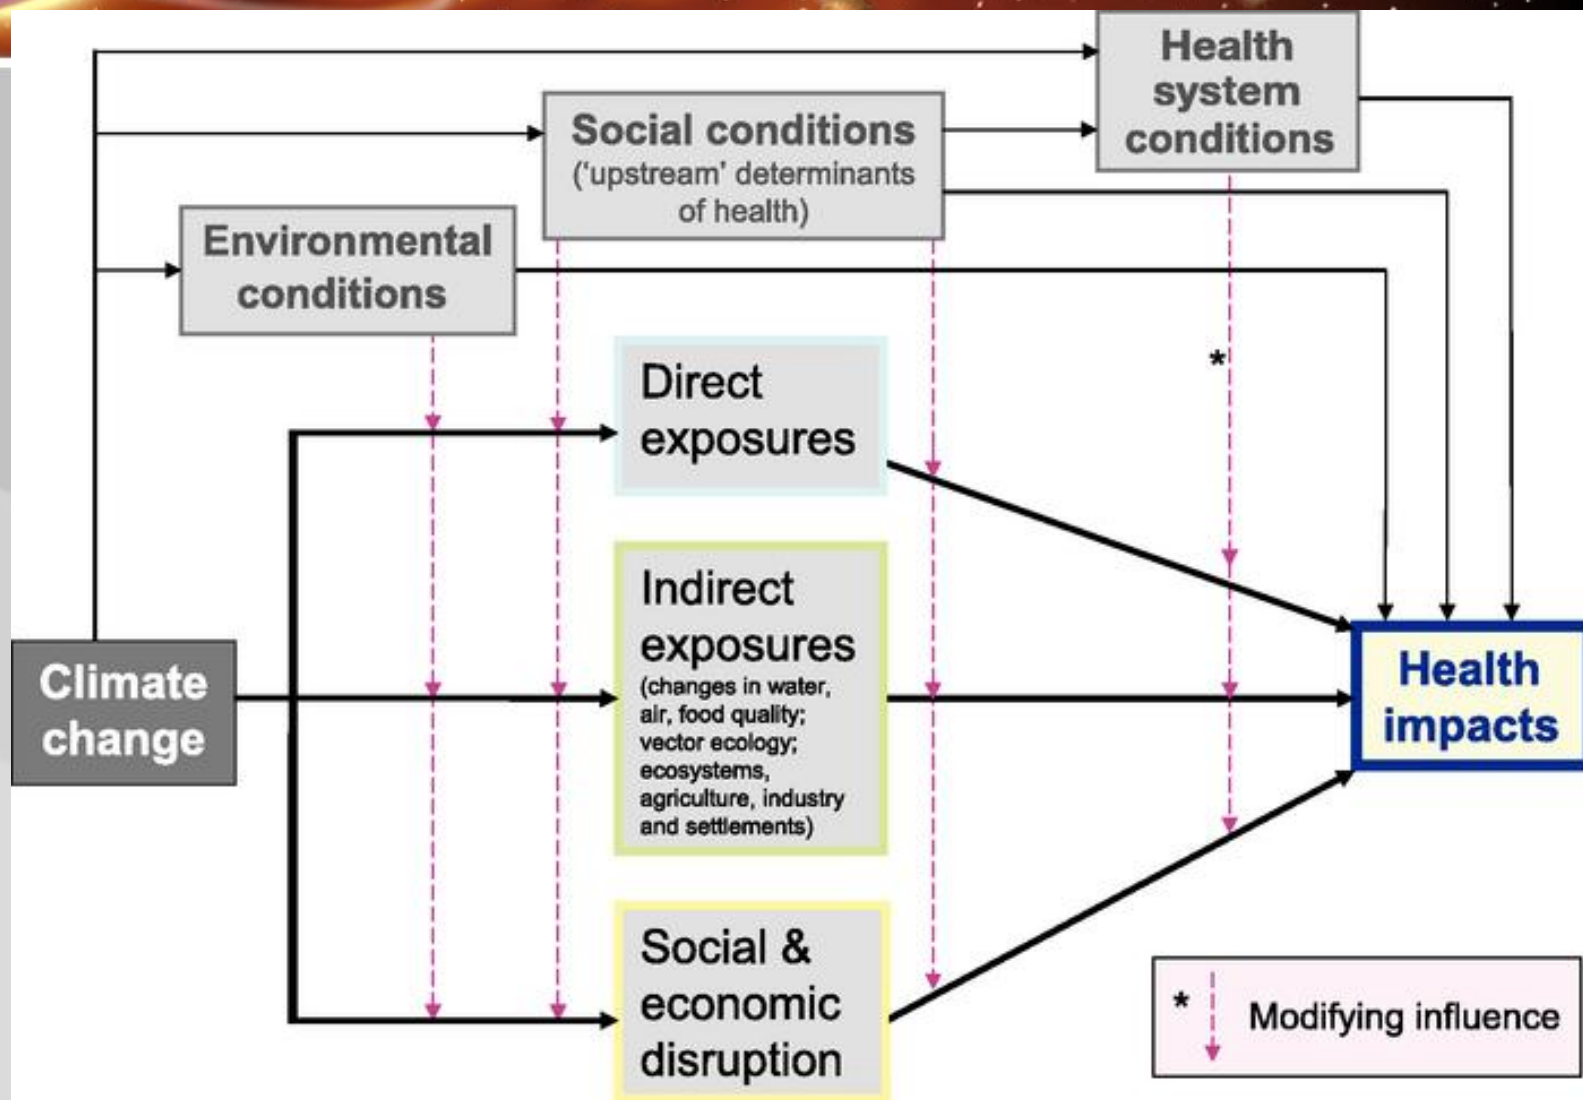 Health
system
conditions
Social conditions
(‘upstream’ determinants
of health)
Environmental
conditions
Direct
exposures
*
Indirect
exposures
(changes in water,
air, food quality;
vector ecology;
ecosystems,
agriculture, industry
and settlements)
Climate
change
Health
impacts
Social &
economic
disruption
* Modifying influence